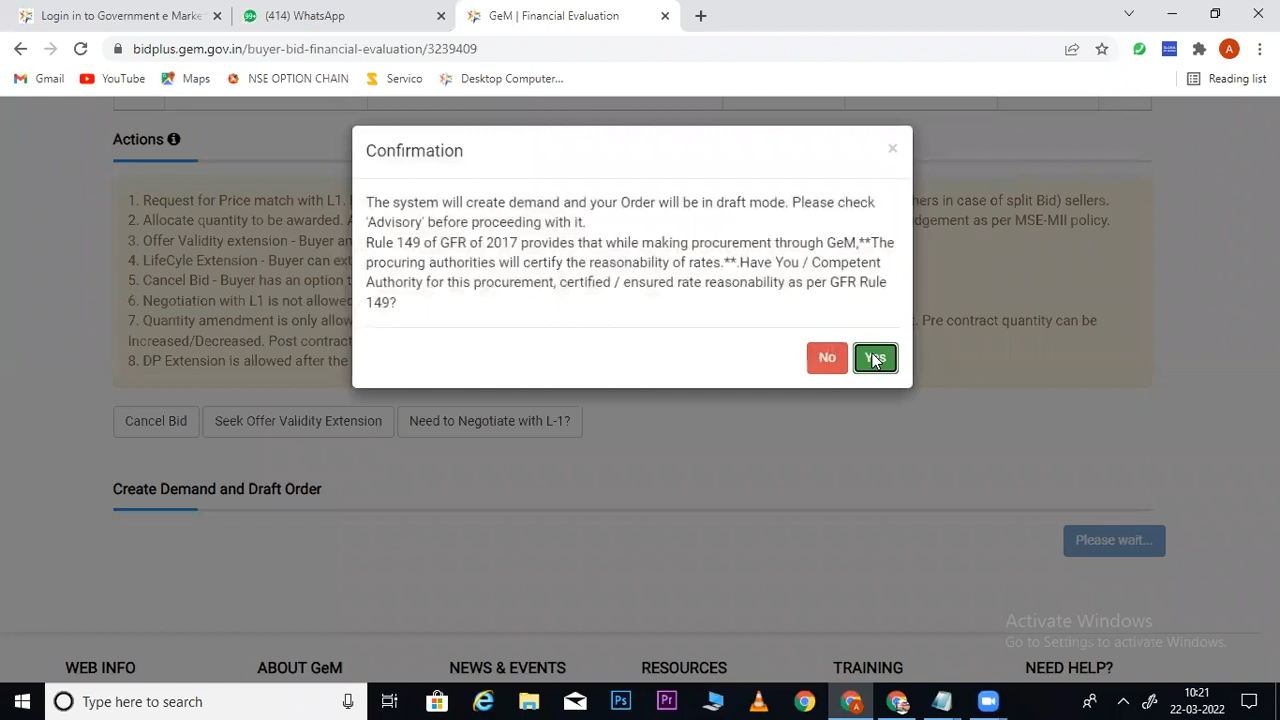 Login in to Government e Marke
(414) WhatsApp
GeM | Financial Evaluation
bidplus.gem.gov.in/buyer-bid-financial-evaluation/3239409
A
Gmail
YouTube
Maps
NSE OPTION CHAIN
Servico
Desktop Computer...
Reading list
Actions
1. Request for Price match with L1.
ners in case of split Bid) sellers.
2. Allocate quantity to be awarded. A
dgement as per MSE-MII policy.
3. Offer Validity extension - Buyer an
4. LifeCyle Extension - Buyer can ext
5. Cancel Bid - Buyer has an option t
6. Negotiation with L1 is not allowed
7. Quantity amendment is only allow
t. Pre contract quantity can be
increased/Decreased. Post contract
8. DP Extension is allowed after the
Confirmation
The system will create demand and your Order will be in draft mode. Please check
'Advisory' before proceeding with it.
Rule 149 of GFR of 2017 provides that while making procurement through GeM,**The
procuring authorities will certify the reasonability of rates.**.Have You / Competent
Authority for this procurement, certified / ensured rate reasonability as per GFR Rule
149?
No
Yes
Cancel Bid
Seek Offer Validity Extension
Need to Negotiate with L-1?
Create Demand and Draft Order
Please wait...
Activate Windows
Go to Settings to activate Windows.
WEB INFO
ABOUT GeM
NEWS & EVENTS
RESOURCES
TRAINING
NEED HELP?
Type here to search
Ps
Pr
10:21
22-03-2022